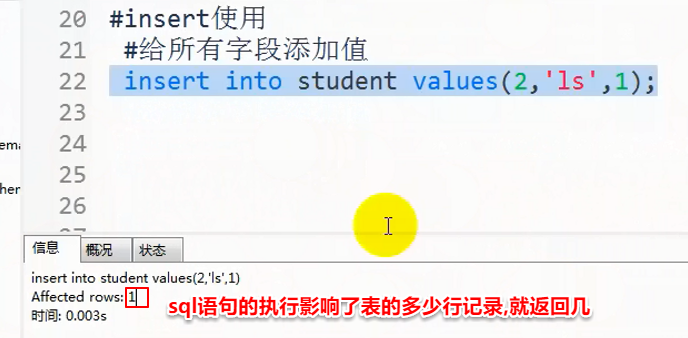 20 #insert使用
21 #给所有字段添加值
22 insert into student values(2,'ls',1);
23
24
25
26
信息 概况 状态
insert into student values(2,'ls',1)
Affected rows: 1
sql语句的执行影响了表的多少行记录,就返回几
时间: 0.003s